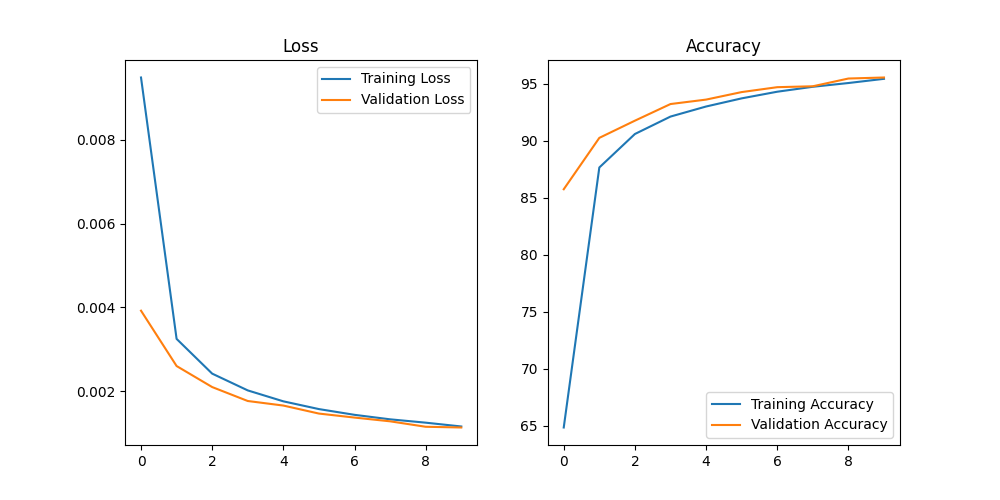 Loss
Training Loss
Validation Loss
0.008
0.006
0.004
0.002
0 2 4 6 8
Accuracy
95
90
85
80
75
70
65
Training Accuracy
Validation Accuracy
0 2 4 6 8